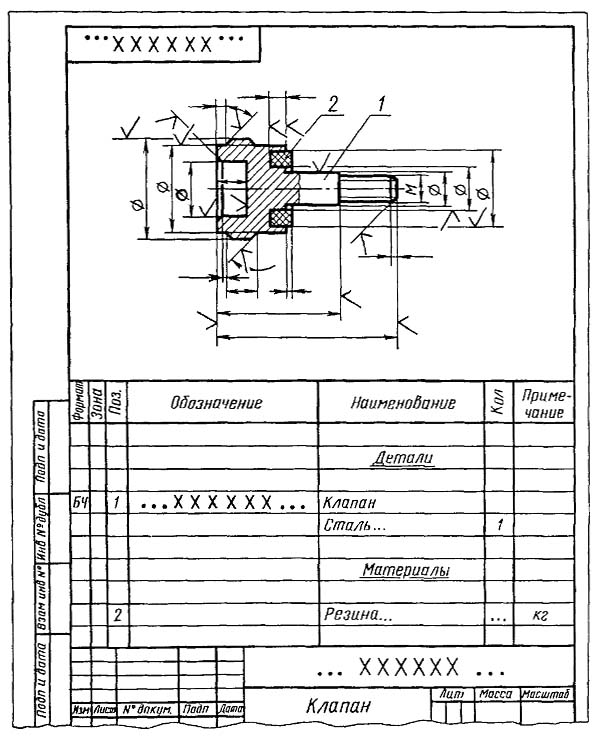 ...XXXXXX...
2 1
Ø Ø Ø М Ø Ø Ø
Формат Зона Поз. Обозначение Наименование Кол Приме-
чание
Детали
БЧ 1 ...XXXXXX... Клапан
Сталь... 1
Материалы
2 Резина... ... кг
Подп и дата
Инв № дубл
Взам инв №
Подп и дата
... XXXXXX ...
Изм Лист № докум. Подп Дата Клапан Лит Масса Масштаб